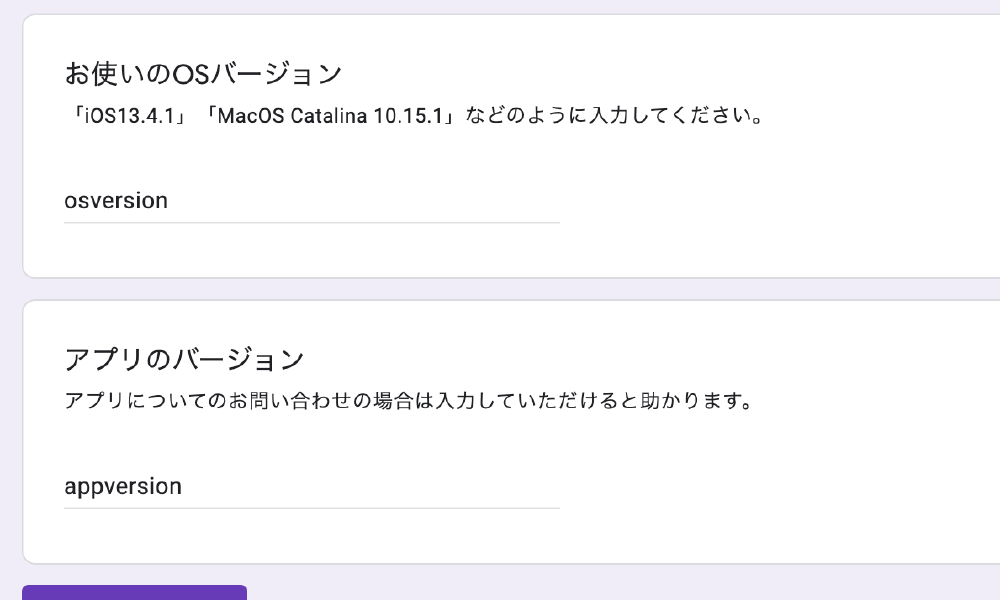 お使いのOSバージョン
「iOS13.4.1」「MacOS Catalina 10.15.1」などのように入力してください。
osversion
アプリのバージョン
アプリについてのお問い合わせの場合は入力していただけると助かります。
appversion